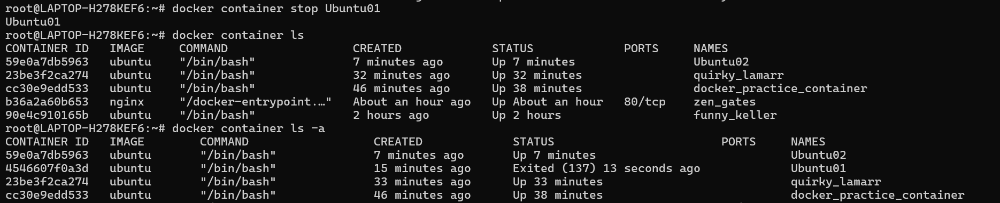 root@LAPTOP-H278KEF6:~# docker container stop Ubuntu01
Ubuntu01
root@LAPTOP-H278KEF6:~# docker container ls
CONTAINER ID   IMAGE     COMMAND                  CREATED             STATUS             PORTS     NAMES
59e0a7db5963   ubuntu    "/bin/bash"              7 minutes ago       Up 7 minutes                 Ubuntu02
23be3f2ca274   ubuntu    "/bin/bash"              32 minutes ago      Up 32 minutes                quirky_lamarr
cc30e9edd533   ubuntu    "/bin/bash"              46 minutes ago      Up 38 minutes                docker_practice_container
b36a2a60b653   nginx     "/docker-entrypoint.…"   About an hour ago   Up About an hour   80/tcp    zen_gates
90e4c910165b   ubuntu    "/bin/bash"              2 hours ago         Up 2 hours                   funny_keller
root@LAPTOP-H278KEF6:~# docker container ls -a
CONTAINER ID   IMAGE        COMMAND                  CREATED             STATUS                        PORTS     NAMES
59e0a7db5963   ubuntu       "/bin/bash"              7 minutes ago       Up 7 minutes                            Ubuntu02
4546607f0a3d   ubuntu       "/bin/bash"              15 minutes ago      Exited (137) 13 seconds ago             Ubuntu01
23be3f2ca274   ubuntu       "/bin/bash"              33 minutes ago      Up 33 minutes                           quirky_lamarr
cc30e9edd533   ubuntu       "/bin/bash"              46 minutes ago      Up 38 minutes                           docker_practice_container